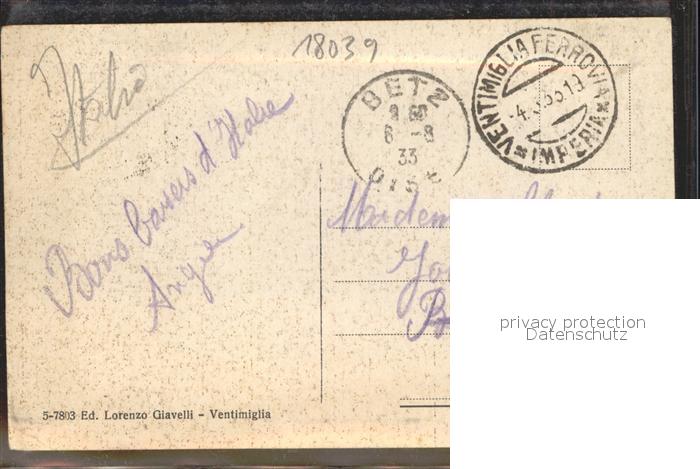 18039
Italie
BETZ
6 -8
33
OISE
VENTIMIGLIA FERROVIA
IMPERIA
Bons baisers d'Italie
Angèle
5-7803 Ed. Lorenzo Giavelli - Ventimiglia
privacy protection
Datenschutz